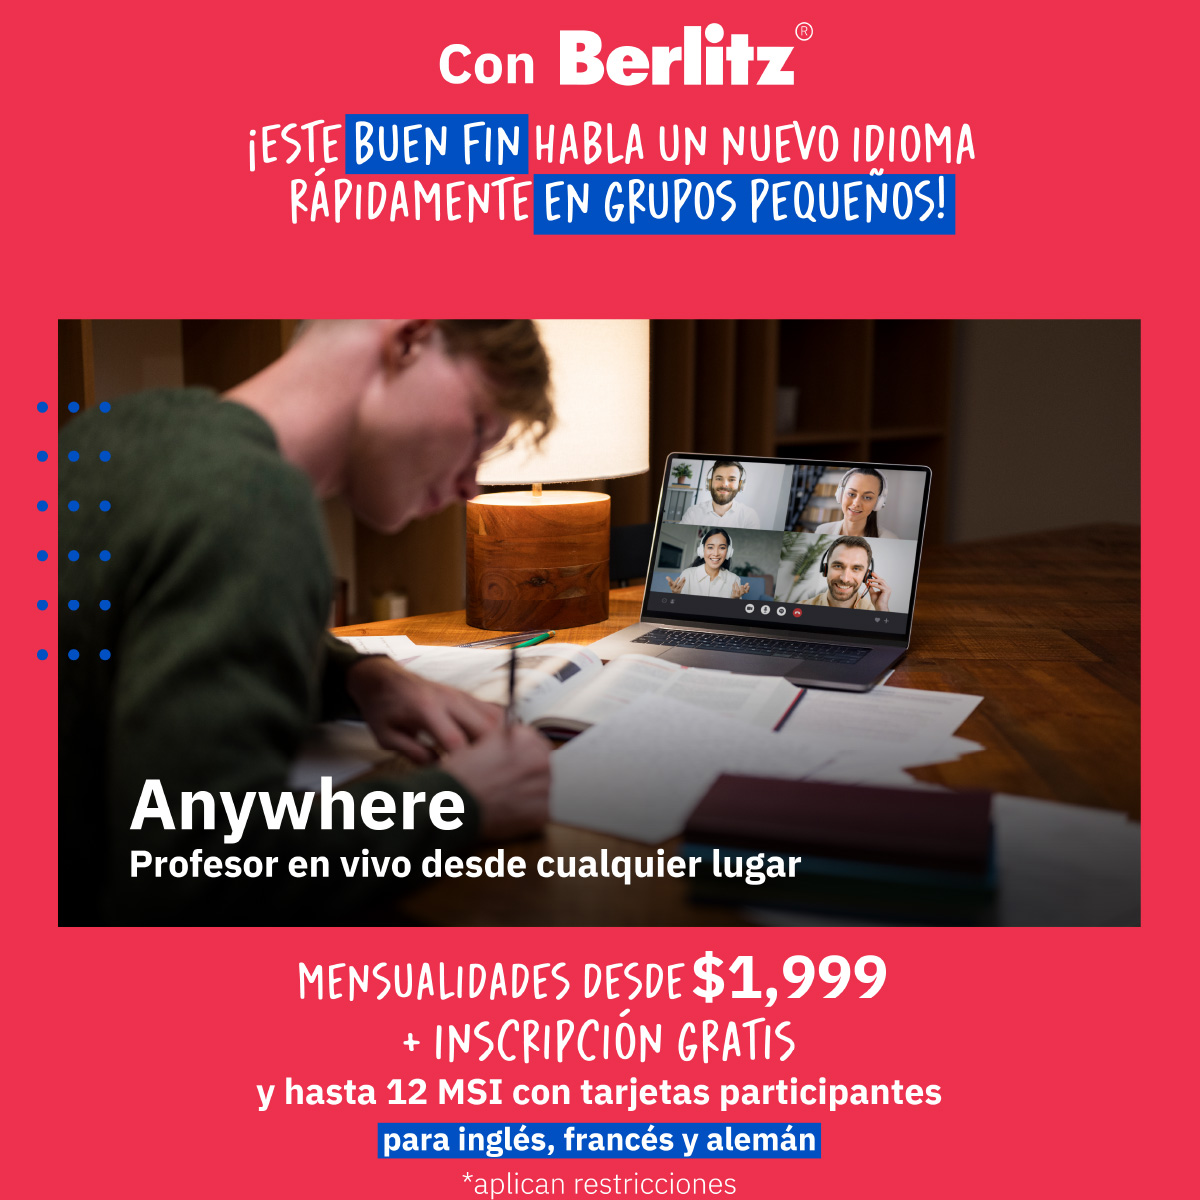 Con Berlitz®
¡ESTE BUEN FIN HABLA UN NUEVO IDIOMA
RÁPIDAMENTE EN GRUPOS PEQUEÑOS!
Anywhere
Profesor en vivo desde cualquier lugar
MENSUALIDADES DESDE $1,999
+ INSCRIPCIÓN GRATIS
y hasta 12 MSI con tarjetas participantes
para inglés, francés y alemán
*aplican restricciones